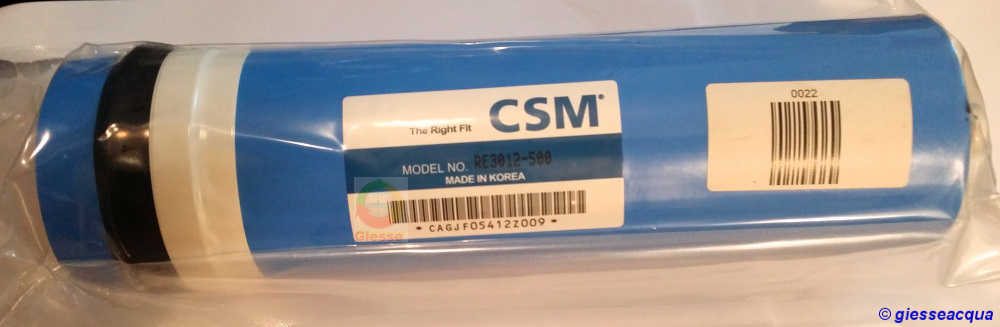 The Right Fit CSM®
MODEL NO. RE3012-500
MADE IN KOREA
* CAGJF05412Z009 *
Giesse
0022
© giesseacqua